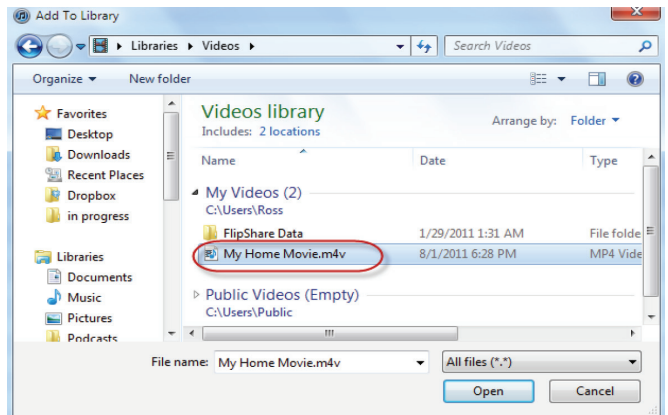 Add To Library
Libraries Videos
Search Videos
Organize New folder
Favorites
Desktop
Downloads
Recent Places
Dropbox
in progress
Libraries
Documents
Music
Pictures
Podcasts
Videos library
Includes: 2 locations
Arrange by: Folder
Name Date Type
My Videos (2)
C:\Users\Ross
FlipShare Data 1/29/2011 1:31 AM File folde
My Home Movie.m4v 8/1/2011 6:28 PM MP4 Vide
Public Videos (Empty)
C:\Users\Public
File name: My Home Movie.m4v All files (*.*)
Open Cancel